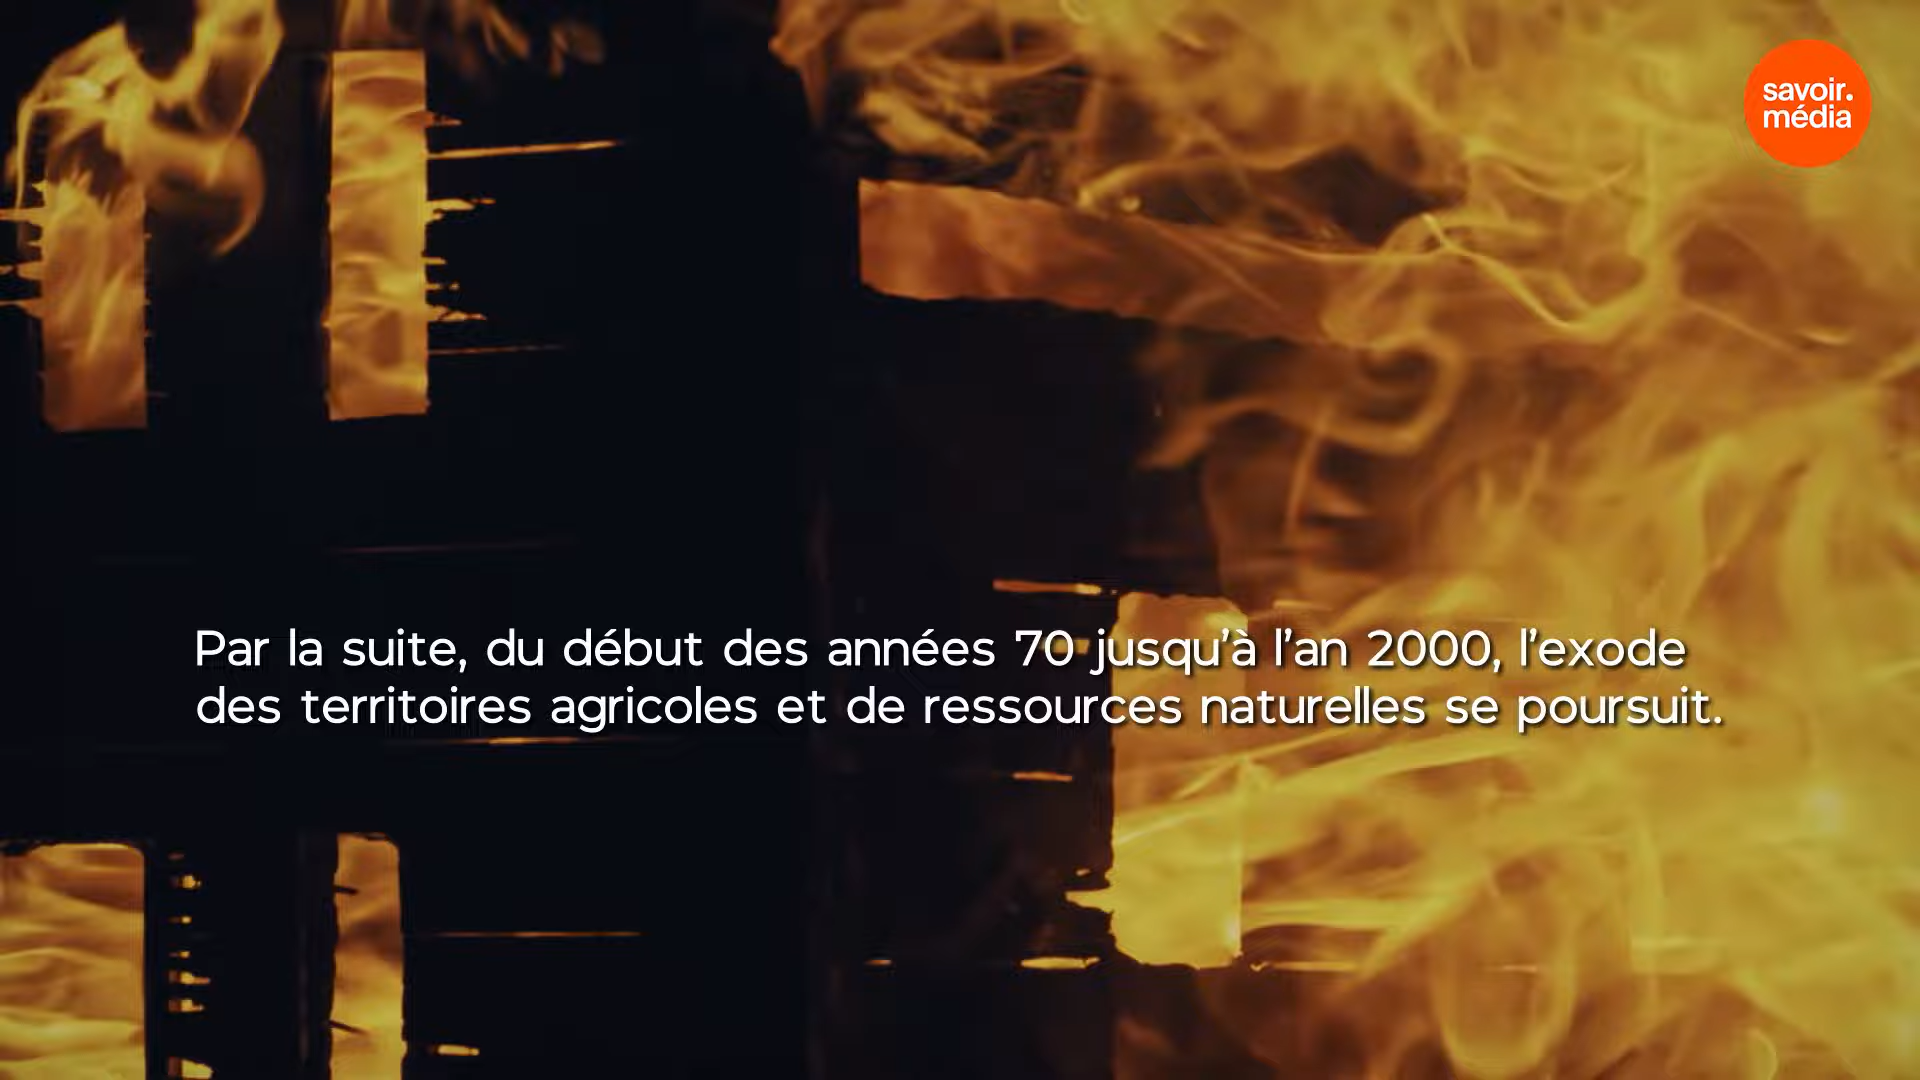 savoir.
média
Par la suite, du début des années 70 jusqu’à l’an 2000, l’exode
des territoires agricoles et de ressources naturelles se poursuit.